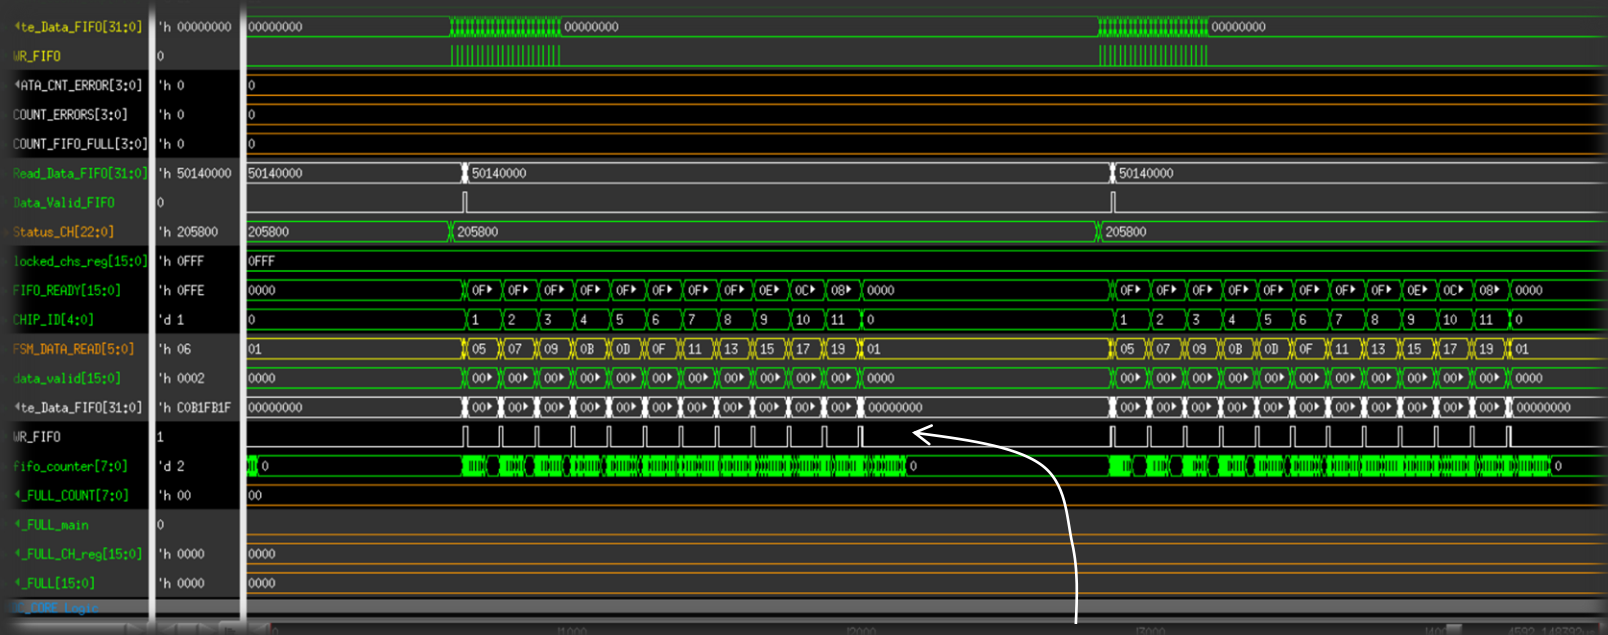 te_Data_FIFO[31:0] 'h 00000000 00000000 00000000 00000000
WR_FIFO 0
ATA_CNT_ERROR[3:0] 'h 0 0
COUNT_ERRORS[3:0] 'h 0 0
COUNT_FIFO_FULL[3:0] 'h 0 0
Read_Data_FIFO[31:0] 'h 50140000 50140000 50140000 50140000
Data_Valid_FIFO 0
Status_CH[22:0] 'h 205800 205800 205800 205800
locked_chs_reg[15:0] 'h 0FFF 0FFF
FIFO_READY[15:0] 'h 0FFE 0000 0F 0F 0F 0F 0F 0F 0F 0F 0E 0C 08 0000 0F 0F 0F 0F 0F 0F 0F 0F 0E 0C 08 0000
CHIP_ID[4:0] 'd 1 0 1 2 3 4 5 6 7 8 9 10 11 0 1 2 3 4 5 6 7 8 9 10 11 0
FSM_DATA_READ[5:0] 'h 06 01 05 07 09 0B 0D 0F 11 13 15 17 19 01 05 07 09 0B 0D 0F 11 13 15 17 19 01
data_valid[15:0] 'h 0002 0000 00 00 00 00 00 00 00 00 00 00 00 0000 00 00 00 00 00 00 00 00 00 00 00 0000
te_Data_FIFO[31:0] 'h C0B1FB1F 00000000 00 00 00 00 00 00 00 00 00 00 00 00000000 00 00 00 00 00 00 00 00 00 00 00 00000000
WR_FIFO 1
fifo_counter[7:0] 'd 2 0 0 0
_FULL_COUNT[7:0] 'h 00 00
_FULL_main 0
_FULL_CH_reg[15:0] 'h 0000 0000
_FULL[15:0] 'h 0000 0000
_CORE Logic